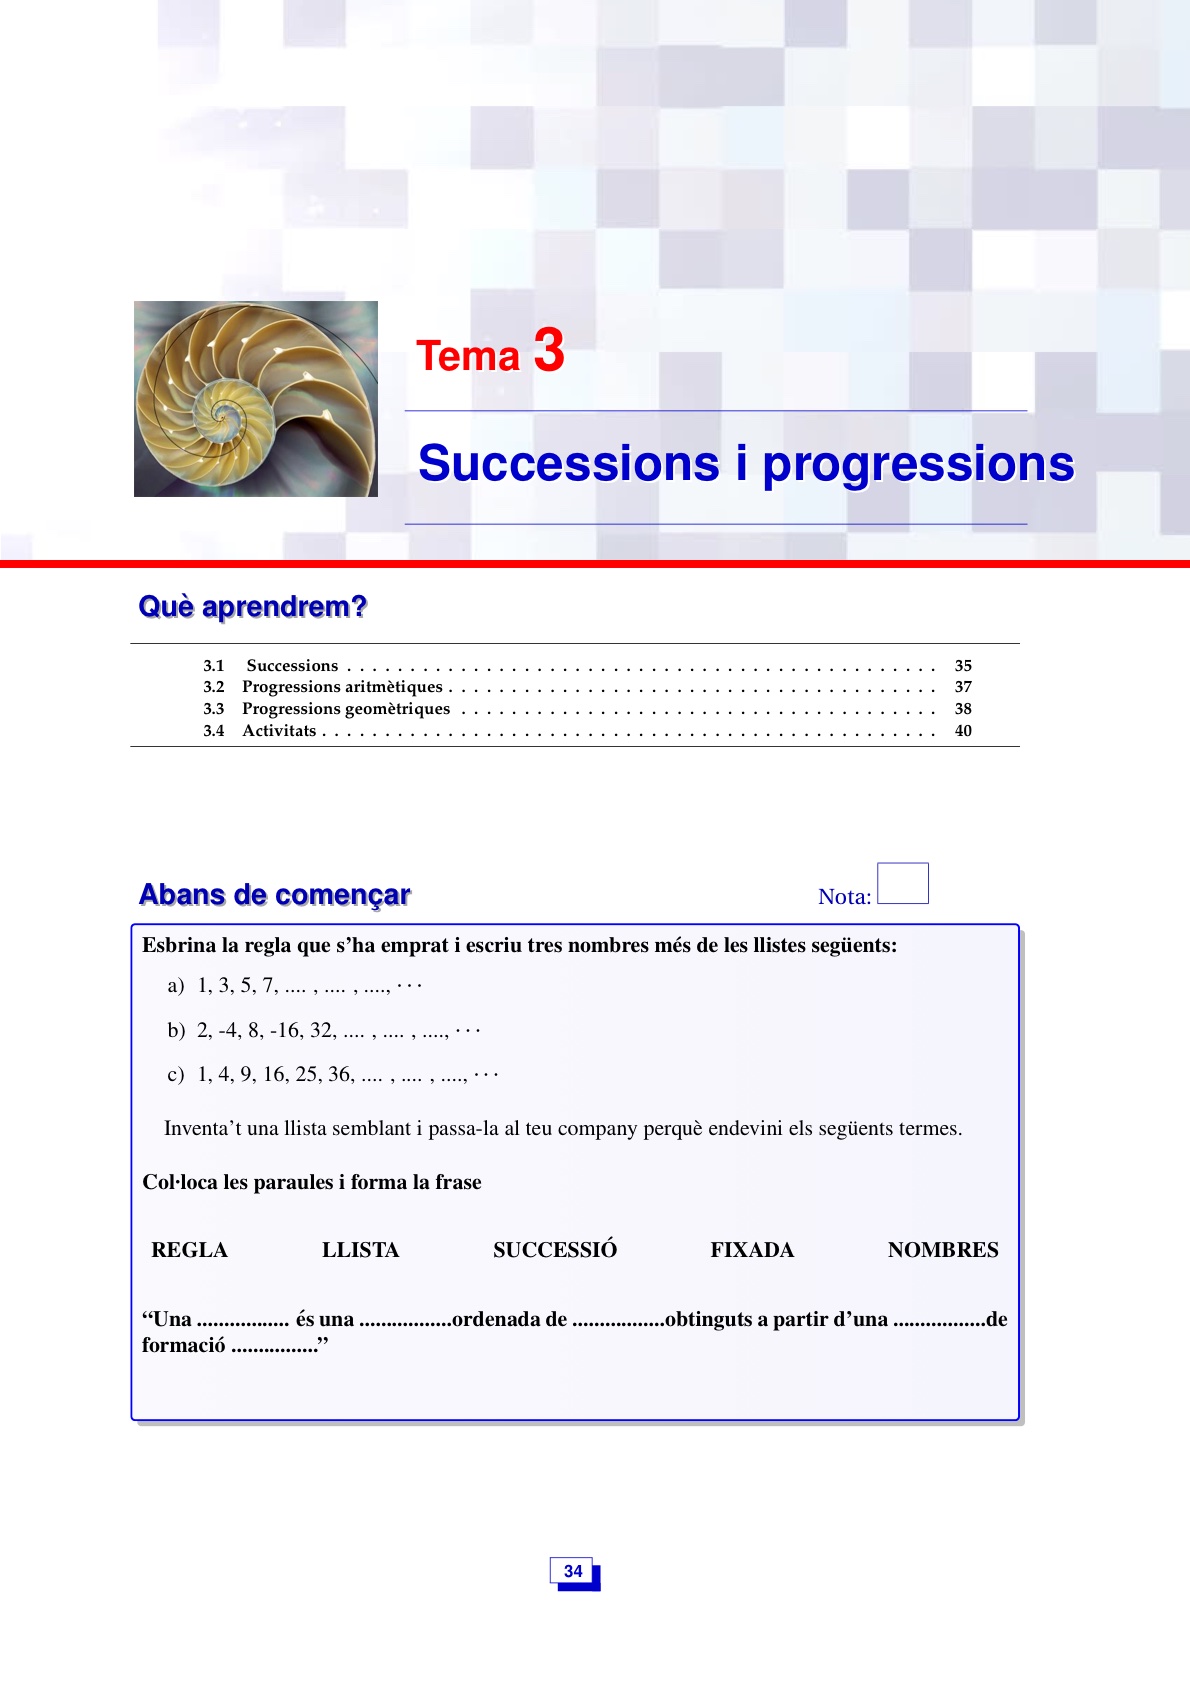 Tema 3
Successions i progressions
Què aprendrem?
3.1 Successions . . . . . . . . . . . . . . . . . . . . . . . . . . . . . . . . . . . . . . . . . . . . . . . 35
3.2 Progressions aritmètiques . . . . . . . . . . . . . . . . . . . . . . . . . . . . . . . . . . . . . . . 37
3.3 Progressions geomètriques . . . . . . . . . . . . . . . . . . . . . . . . . . . . . . . . . . . . . . 38
3.4 Activitats . . . . . . . . . . . . . . . . . . . . . . . . . . . . . . . . . . . . . . . . . . . . . . . . . 40
Abans de començar
Nota:
Esbrina la regla que s’ha emprat i escriu tres nombres més de les llistes següents:
a) 1, 3, 5, 7, .... , .... , ...., · · ·
b) 2, -4, 8, -16, 32, .... , .... , ...., · · ·
c) 1, 4, 9, 16, 25, 36, .... , .... , ...., · · ·
Inventa’t una llista semblant i passa-la al teu company perquè endevini els següents termes.
Col·loca les paraules i forma la frase
REGLA LLISTA SUCCESSIÓ FIXADA NOMBRES
“Una ................. és una .................ordenada de .................obtinguts a partir d’una .................de
formació ................”
34